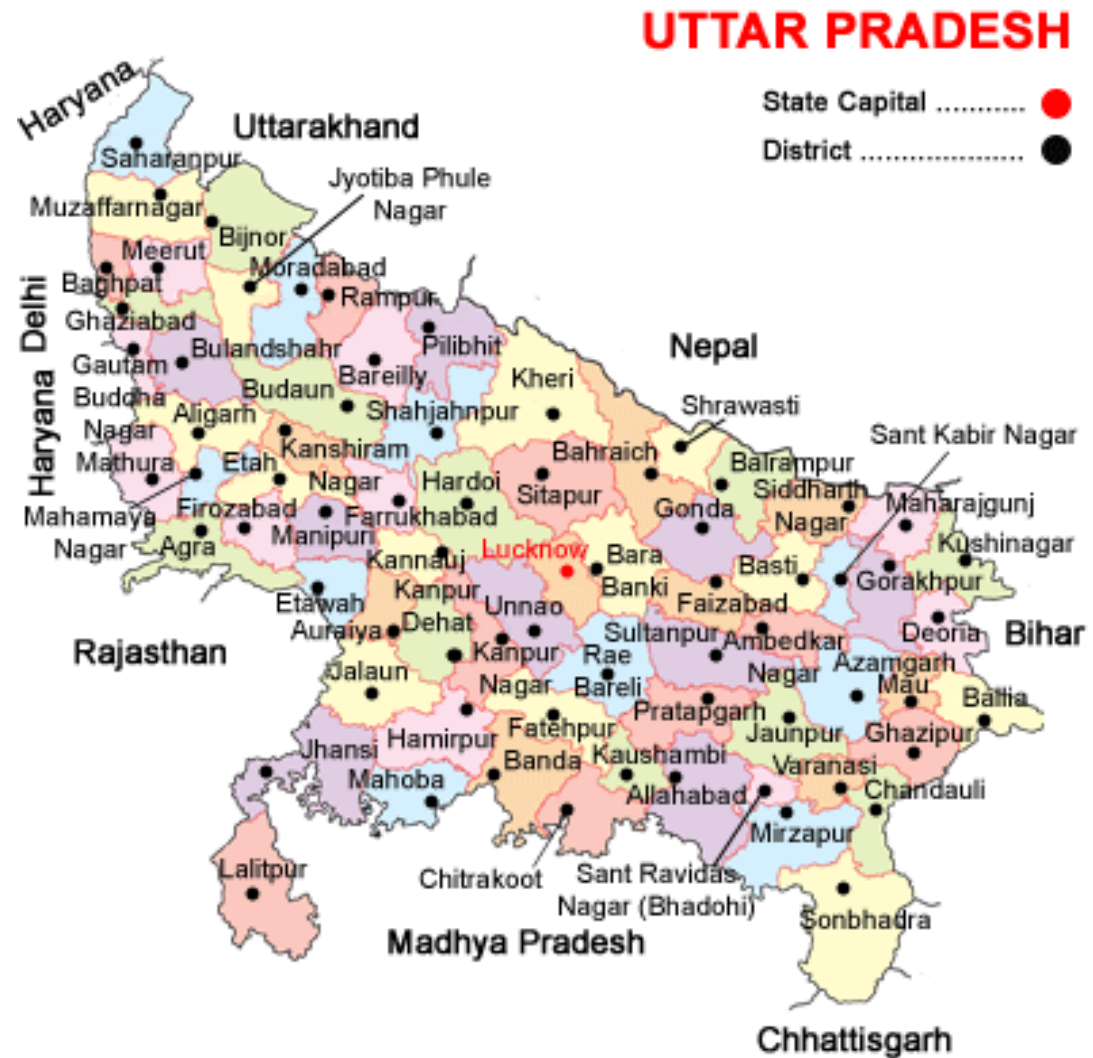 UTTAR PRADESH
State Capital ...........
District ....................
Haryana
Uttarakhand
Saharanpur
Jyotiba Phule
Nagar
Muzaffarnagar
Bijnor
Meerut
Moradabad
Baghpat
Rampur
Haryana Delhi
Ghaziabad
Bulandshahr
Pilibhit
Nepal
Gautam
Buddha
Nagar
Bareilly
Kheri
Budaun
Aligarh
Shahjahnpur
Shrawasti
Kanshiram
Nagar
Sant Kabir Nagar
Mathura
Etah
Bahraich
Balrampur
Hardoi
Sitapur
Siddharth
Nagar
Maharajgunj
Mahamaya
Nagar
Firozabad
Farrukhabad
Gonda
Manipuri
Agra
Kushinagar
Kannauj
Lucknow
Bara
Banki
Basti
Gorakhpur
Etawah
Kanpur
Dehat
Unnao
Faizabad
Auraiya
Sultanpur
Ambedkar
Nagar
Deoria
Bihar
Rajasthan
Kanpur
Nagar
Rae
Bareli
Azamgarh
Jalaun
Mau
Ballia
Pratapgarh
Fatehpur
Jaunpur
Ghazipur
Jhansi
Hamirpur
Banda
Kaushambi
Varanasi
Mahoba
Allahabad
Chandauli
Mirzapur
Lalitpur
Chitrakoot
Sant Ravidas
Nagar (Bhadohi)
Sonbhadra
Madhya Pradesh
Chhattisgarh